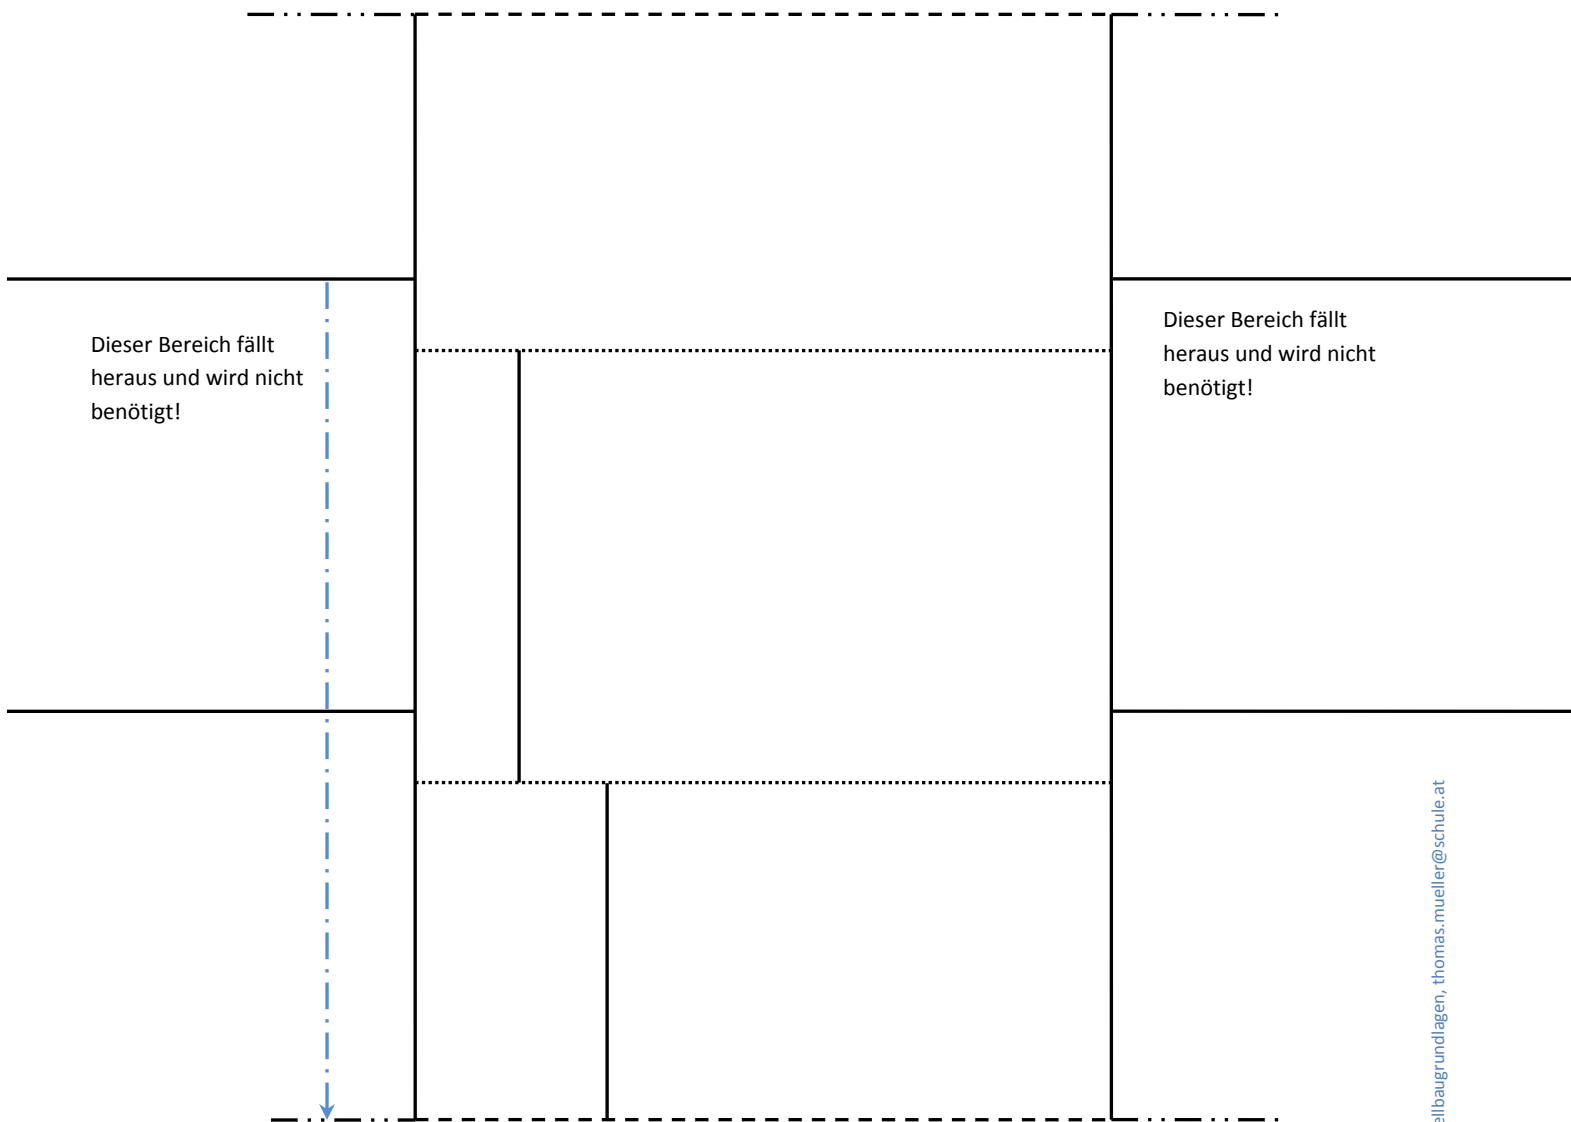 Dieser Bereich fällt
heraus und wird nicht
benötigt!
Dieser Bereich fällt
heraus und wird nicht
benötigt!
ellbaugrundlagen, thomas.mueller@schule.at